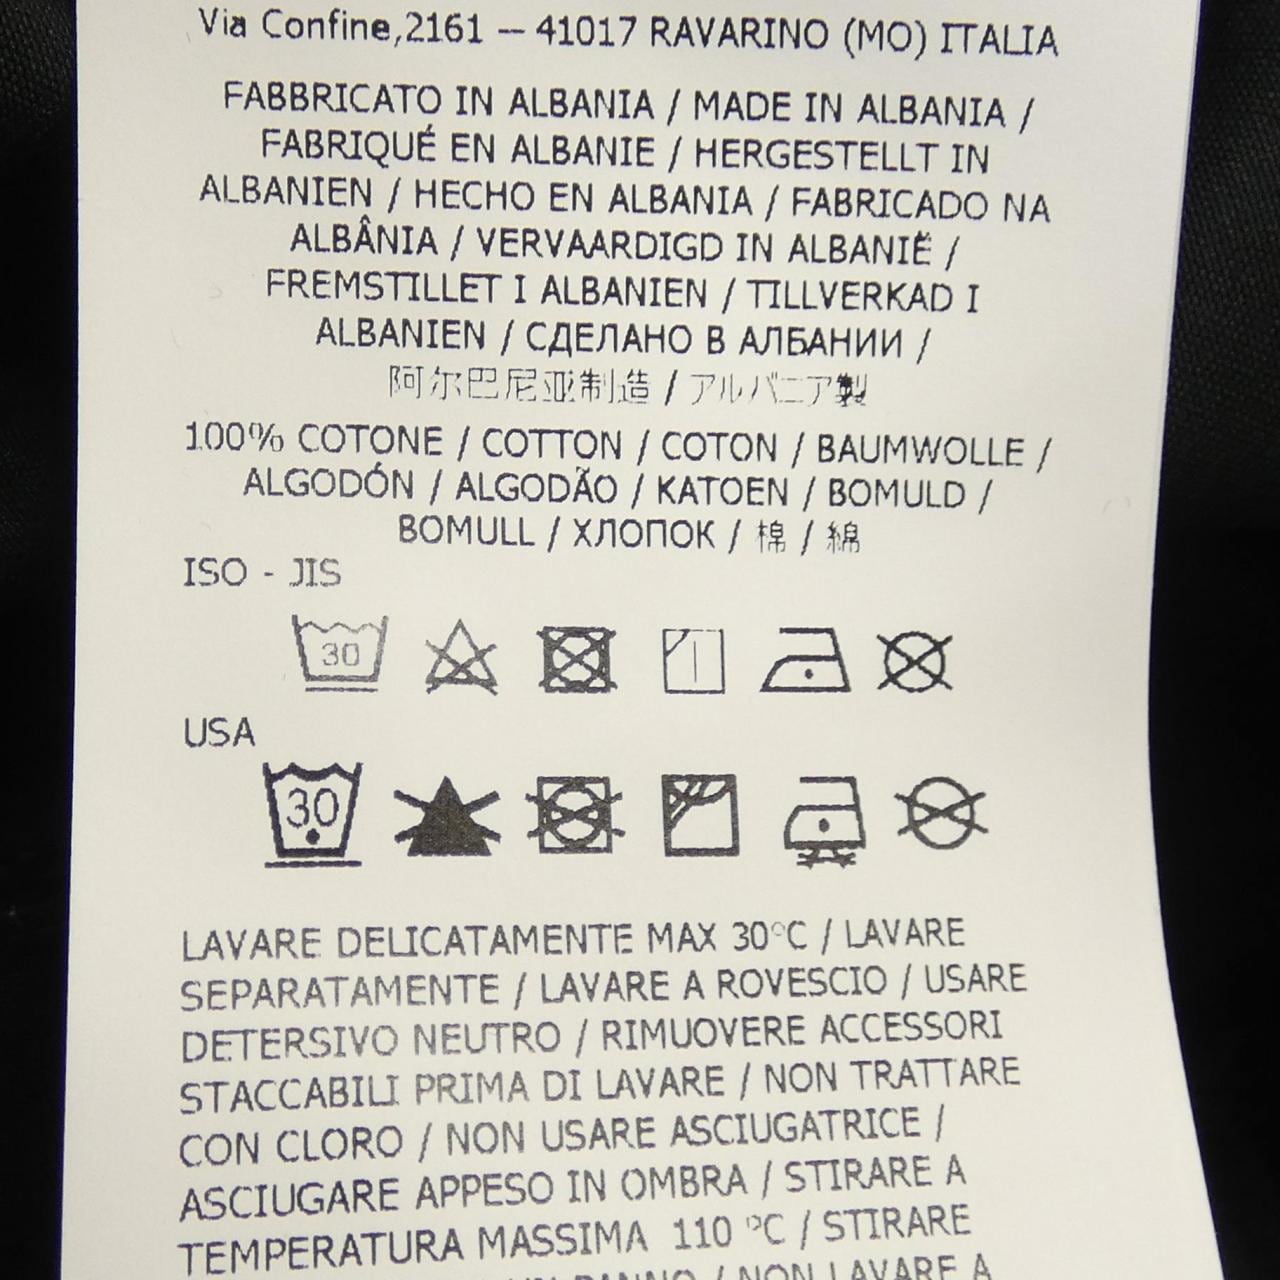 Via Confine,2161 – 41017 RAVARINO (MO) ITALIA
FABBRICATO IN ALBANIA / MADE IN ALBANIA /
FABRIQUÉ EN ALBANIE / HERGESTELLT IN
ALBANIEN / HECHO EN ALBANIA / FABRICADO NA
ALBÂNIA / VERVAARDIGD IN ALBANIË /
FREMSTILLET I ALBANIEN / TILLVERKAD I
ALBANIEN / СДЕЛАНО В АЛБАНИИ /
阿尔巴尼亚制造 / アルバニア製
100% COTONE / COTTON / COTON / BAUMWOLLE /
ALGODÓN / ALGODÃO / KATOEN / BOMULD /
BOMULL / ХЛОПОК / 棉 / 綿
ISO - JIS
30
USA
30
LAVARE DELICATAMENTE MAX 30°C / LAVARE
SEPARATAMENTE / LAVARE A ROVESCIO / USARE
DETERSIVO NEUTRO / RIMUOVERE ACCESSORI
STACCABILI PRIMA DI LAVARE / NON TRATTARE
CON CLORO / NON USARE ASCIUGATRICE /
ASCIUGARE APPESO IN OMBRA / STIRARE A
TEMPERATURA MASSIMA 110 °C / STIRARE
UN PANNO / NON LAVARE A